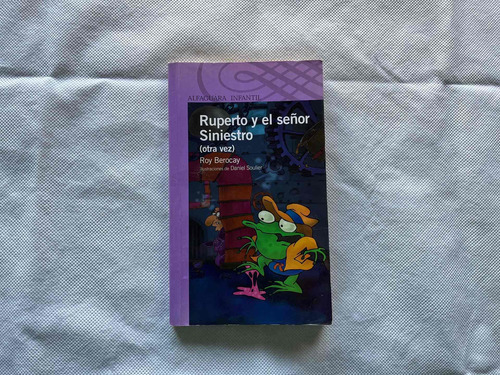 ALFAGUARA INFANTIL
Ruperto y el señor
Siniestro
(otra vez)
Roy Berocay
Ilustraciones de Daniel Soulier